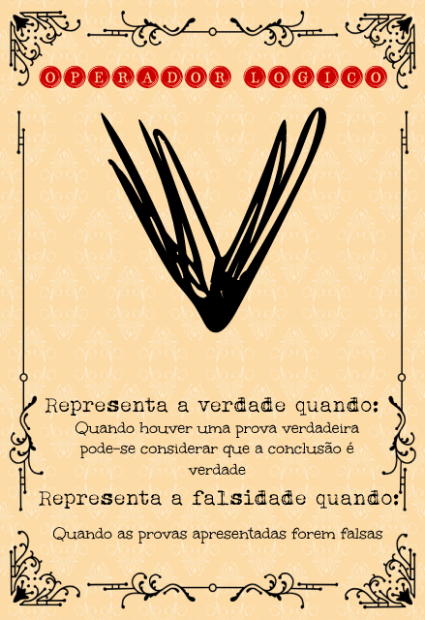 OPERADOR LOGICO
V
Representa a verdade quando:
Quando houver uma prova verdadeira
pode-se considerar que a conclusão é
verdade
Representa a falsidade quando:
Quando as provas apresentadas forem falsas